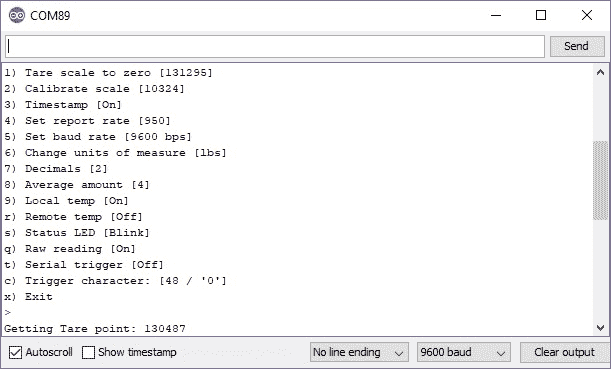 COM89
Send
1) Tare scale to zero [131295]
2) Calibrate scale [10324]
3) Timestamp [On]
4) Set report rate [950]
5) Set baud rate [9600 bps]
6) Change units of measure [lbs]
7) Decimals [2]
8) Average amount [4]
9) Local temp [On]
r) Remote temp [Off]
s) Status LED [Blink]
q) Raw reading [On]
t) Serial trigger [Off]
c) Trigger character: [48 / '0']
x) Exit
>
Getting Tare point: 130487
Autoscroll Show timestamp No line ending 9600 baud Clear output